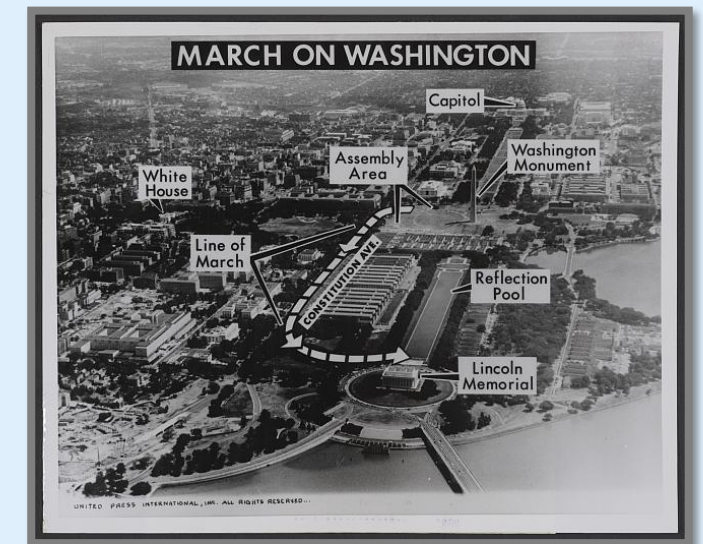 MARCH ON WASHINGTON
Capitol
Assembly
Area
Washington
Monument
White
House
Line of
March
CONSTITUTION AVE.
Reflection
Pool
Lincoln
Memorial
UNITED PRESS INTERNATIONAL, INC. ALL RIGHTS RESERVED...